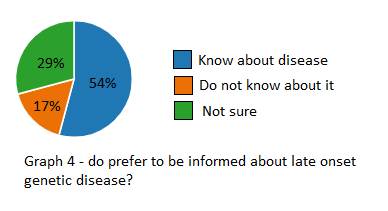 29%
54%
17%
Know about disease
Do not know about it
Not sure
Graph 4 - do prefer to be informed about late onset
genetic disease?